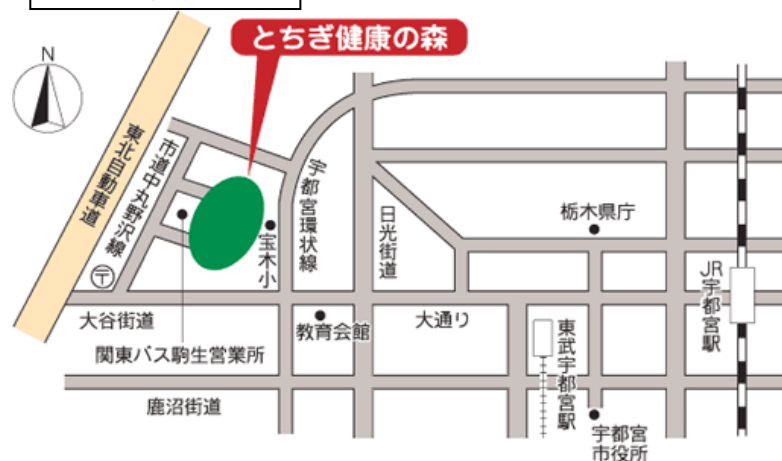 とちぎ健康の森
N
東北自動車道
市道中丸野沢線
宇都宮環状線
宝木小
日光街道
栃木県庁
JR宇都宮駅
〒
大谷街道
教育会館
大通り
関東バス駒生営業所
東武宇都宮駅
鹿沼街道
宇都宮
市役所